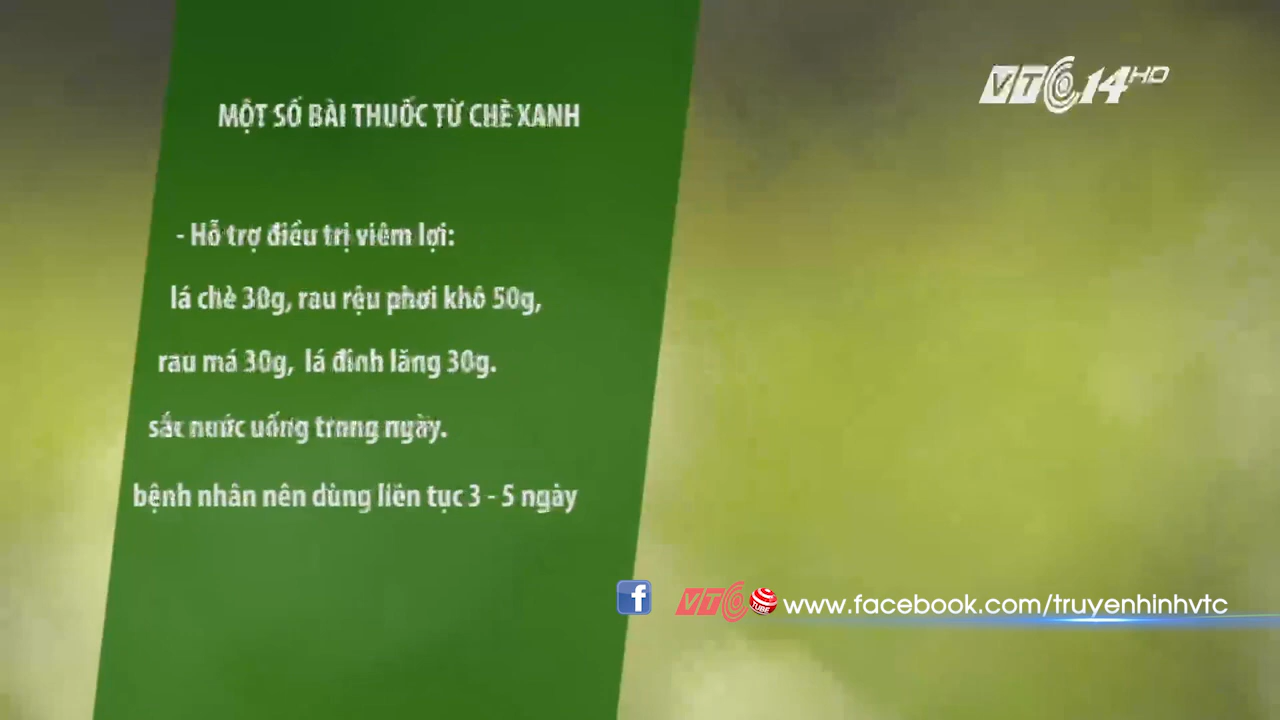 VTC14HD
MỘT SỐ BÀI THUỐC TỪ CHÈ XANH
- Hỗ trợ điều trị viêm lợi:
lá chè 30g, rau rệu phơi khô 50g,
rau má 30g, lá đinh lăng 30g.
sắc nước uống trong ngày.
bệnh nhân nên dùng liên tục 3 - 5 ngày
f VTC TUBE www.facebook.com/truyenhinhvtc